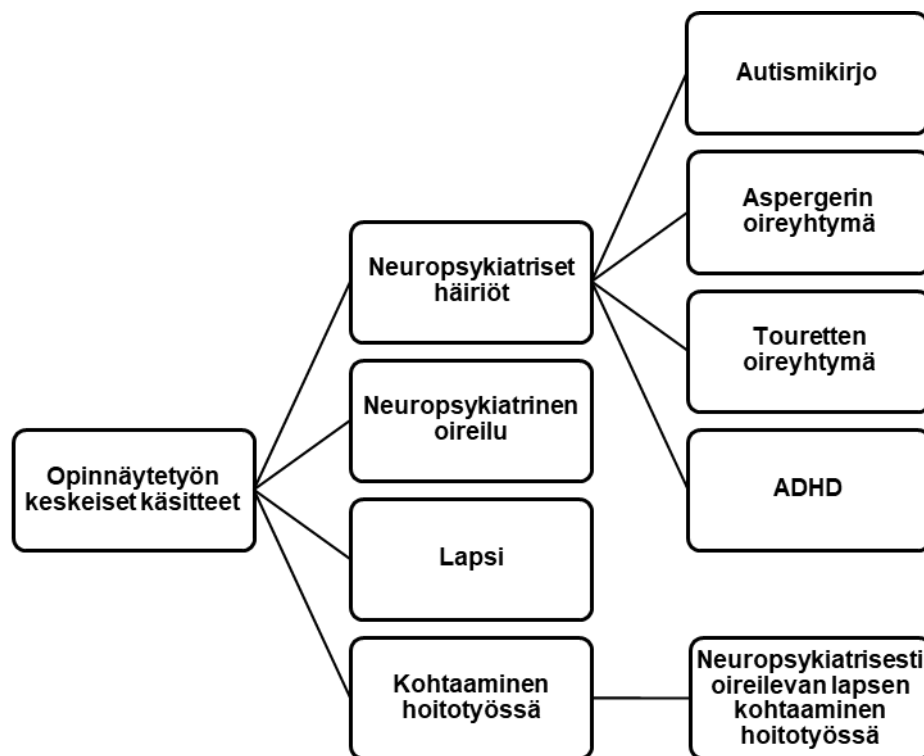 Opinnäytetyön
keskeiset käsitteet
Neuropsykiatriset
häiriöt
Autismikirjo
Aspergerin
oireyhtymä
Touretten
oireyhtymä
ADHD
Neuropsykiatrinen
oireilu
Lapsi
Kohtaaminen
hoitotyössä
Neuropsykiatrisesti
oireilevan lapsen
kohtaaminen
hoitotyössä